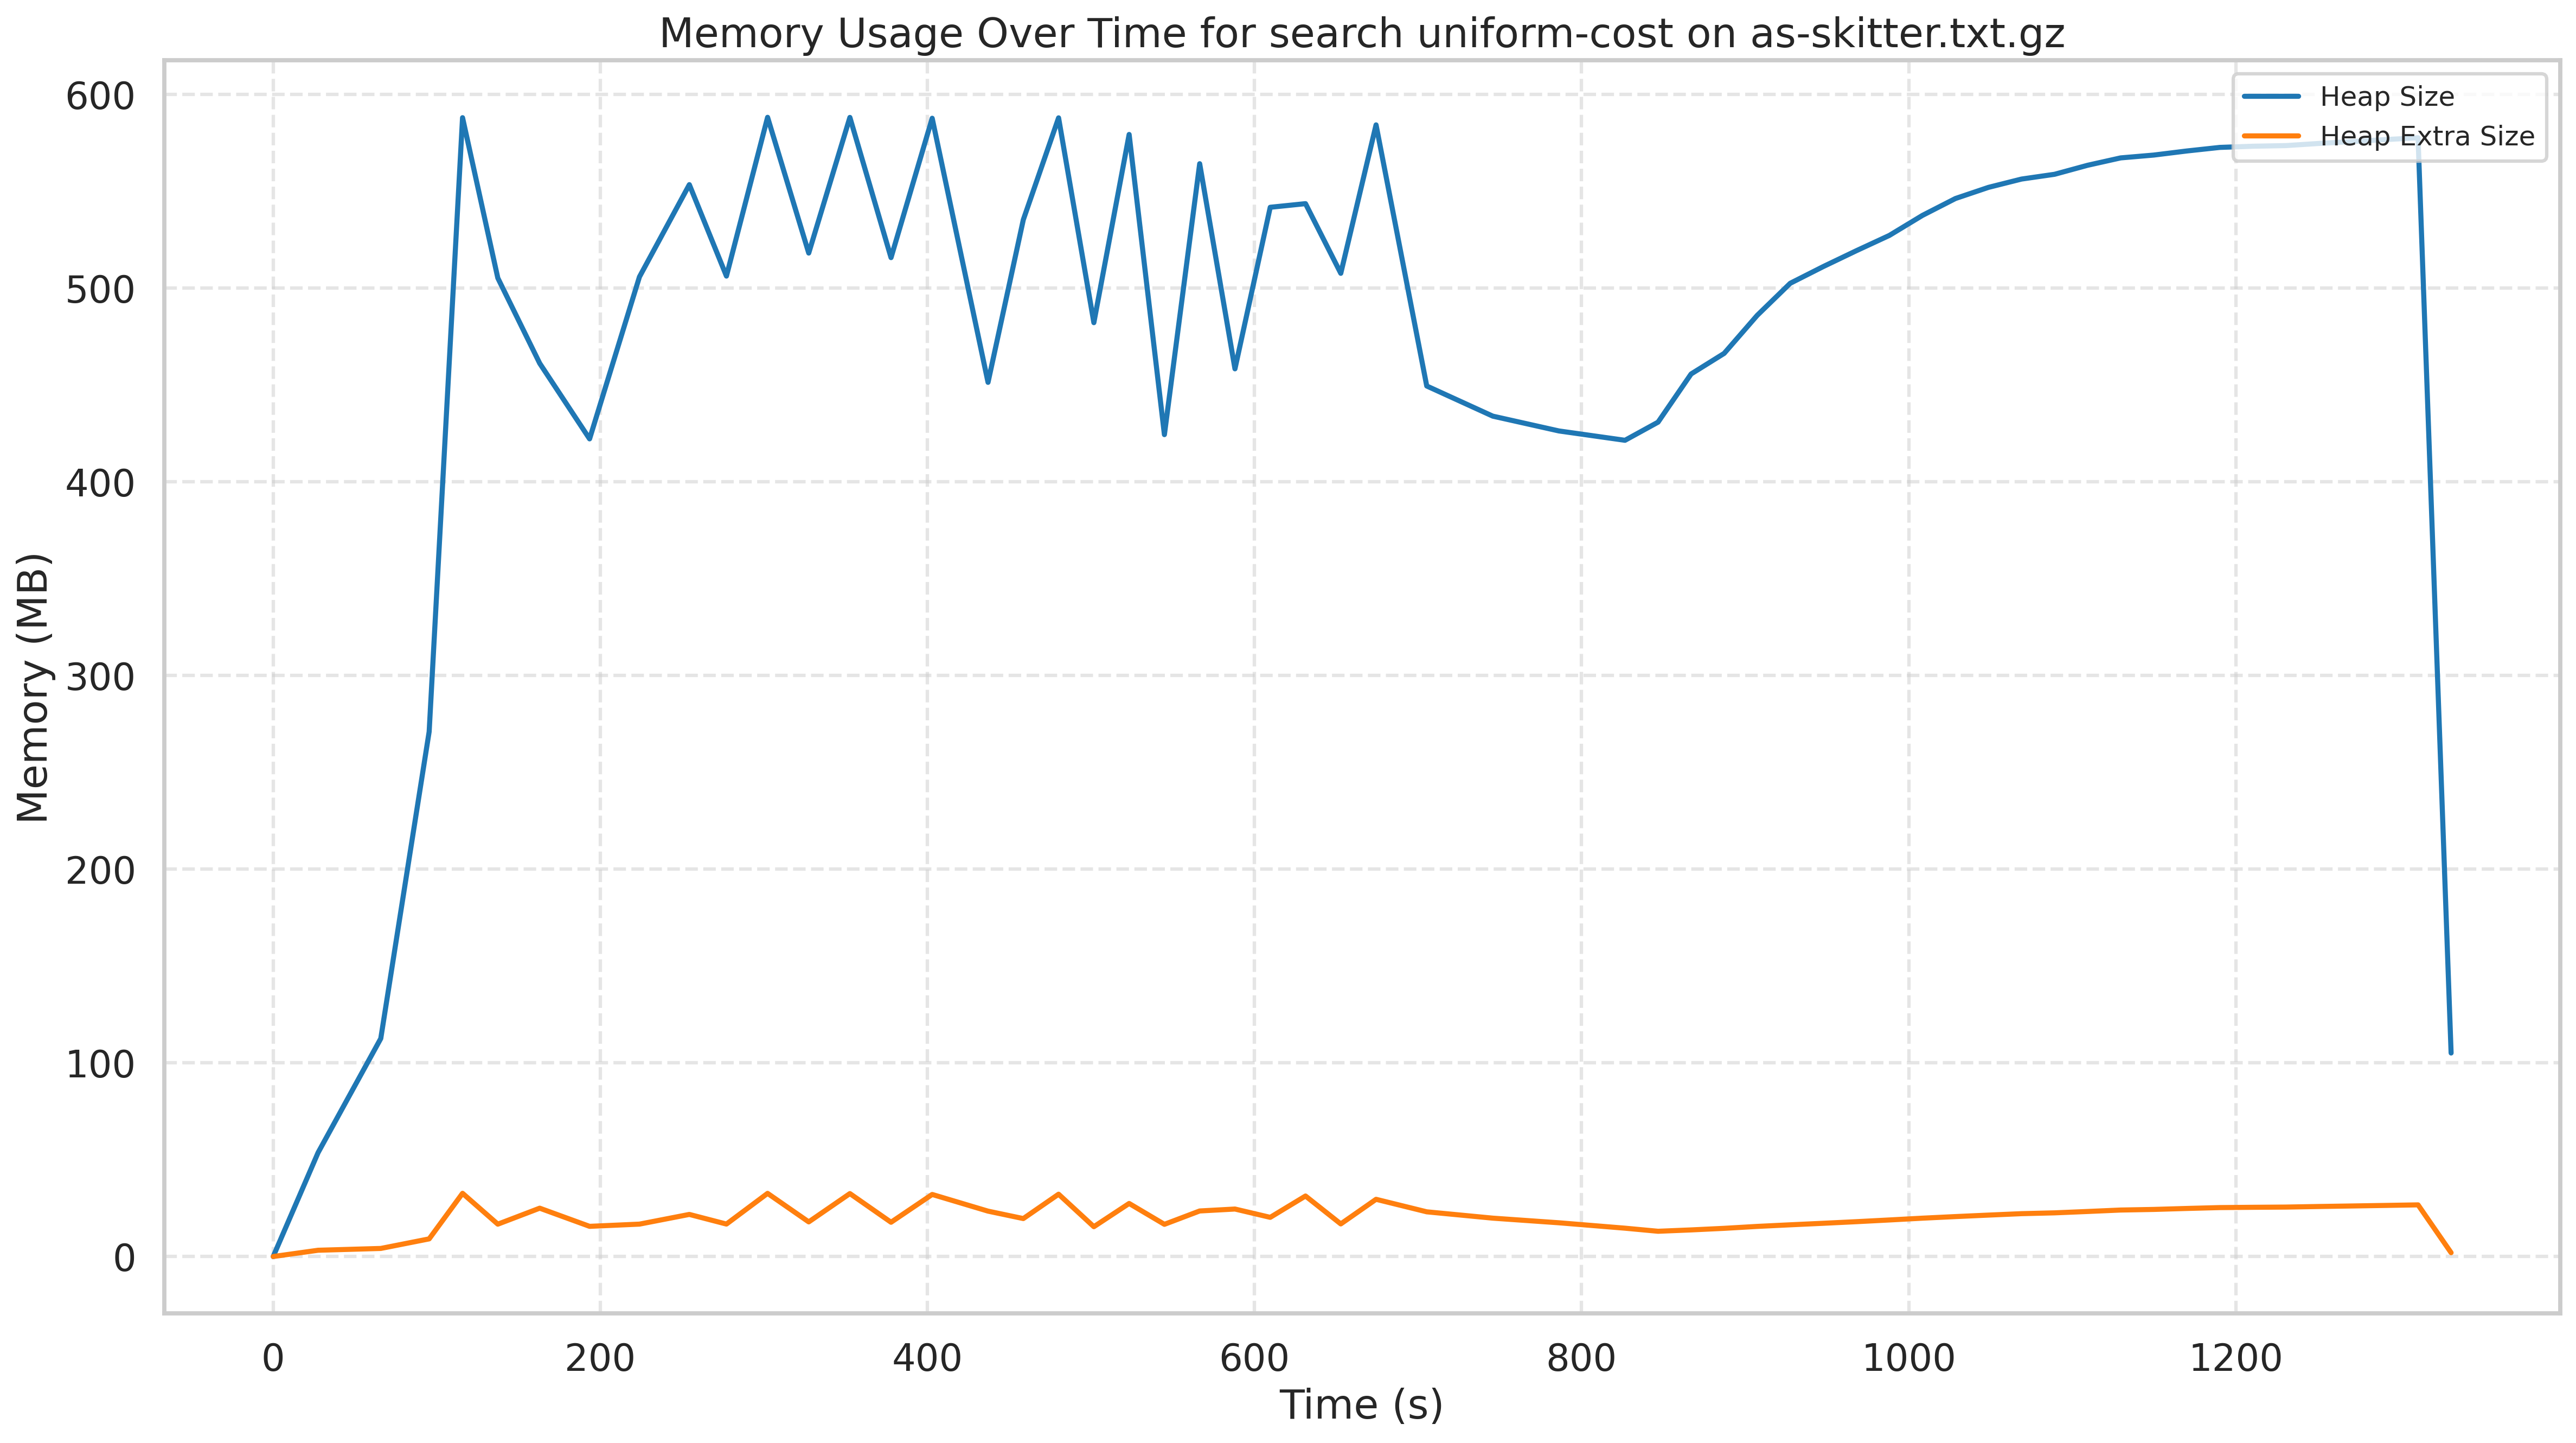 Memory Usage Over Time for search uniform-cost on as-skitter.txt.gz
Heap Size
Heap Extra Size
600
500
400
300
200
100
0
Memory (MB)
0 200 400 600 800 1000 1200
Time (s)